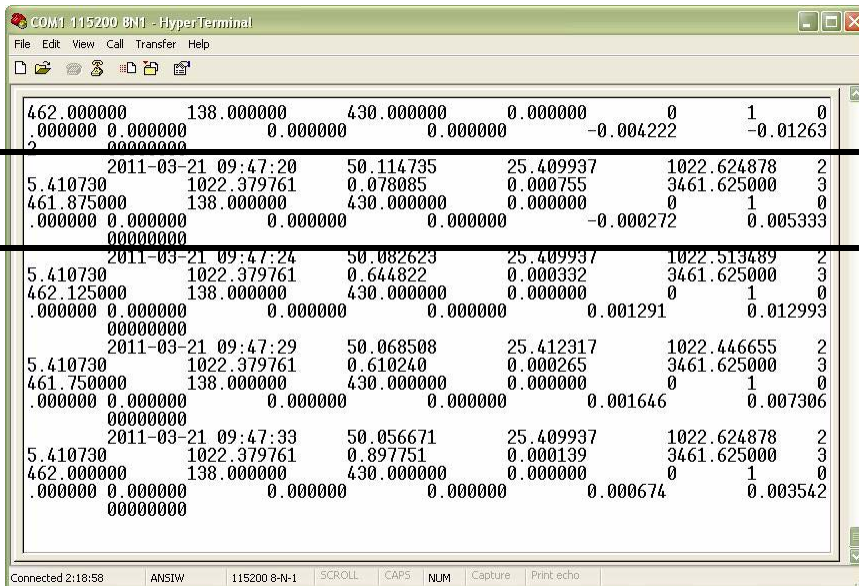 COM1 115200 8N1 - HyperTerminal
File Edit View Call Transfer Help
462.000000 138.000000 430.000000 0.000000 0 1 0
.000000 0.000000 0.000000 0.000000 -0.004222 -0.01263
2 00000000
2011-03-21 09:47:20 50.114735 25.409937 1022.624878 2
5.410730 1022.379761 0.078085 0.000755 3461.625000 3
461.875000 138.000000 430.000000 0.000000 0 1 0
.000000 0.000000 0.000000 0.000000 -0.000272 0.005333
00000000
2011-03-21 09:47:24 50.082623 25.409937 1022.513489 2
5.410730 1022.379761 0.644822 0.000332 3461.625000 3
462.125000 138.000000 430.000000 0.000000 0 1 0
.000000 0.000000 0.000000 0.000000 0.001291 0.012993
00000000
2011-03-21 09:47:29 50.068508 25.412317 1022.446655 2
5.410730 1022.379761 0.610240 0.000265 3461.625000 3
461.750000 138.000000 430.000000 0.000000 0 1 0
.000000 0.000000 0.000000 0.000000 0.001646 0.007306
00000000
2011-03-21 09:47:33 50.056671 25.409937 1022.624878 2
5.410730 1022.379761 0.897751 0.000139 3461.625000 3
462.000000 138.000000 430.000000 0.000000 0 1 0
.000000 0.000000 0.000000 0.000000 0.000674 0.003542
00000000
Connected 2:18:58 ANSIW 115200 8-N-1 SCROLL CAPS NUM Capture Print echo